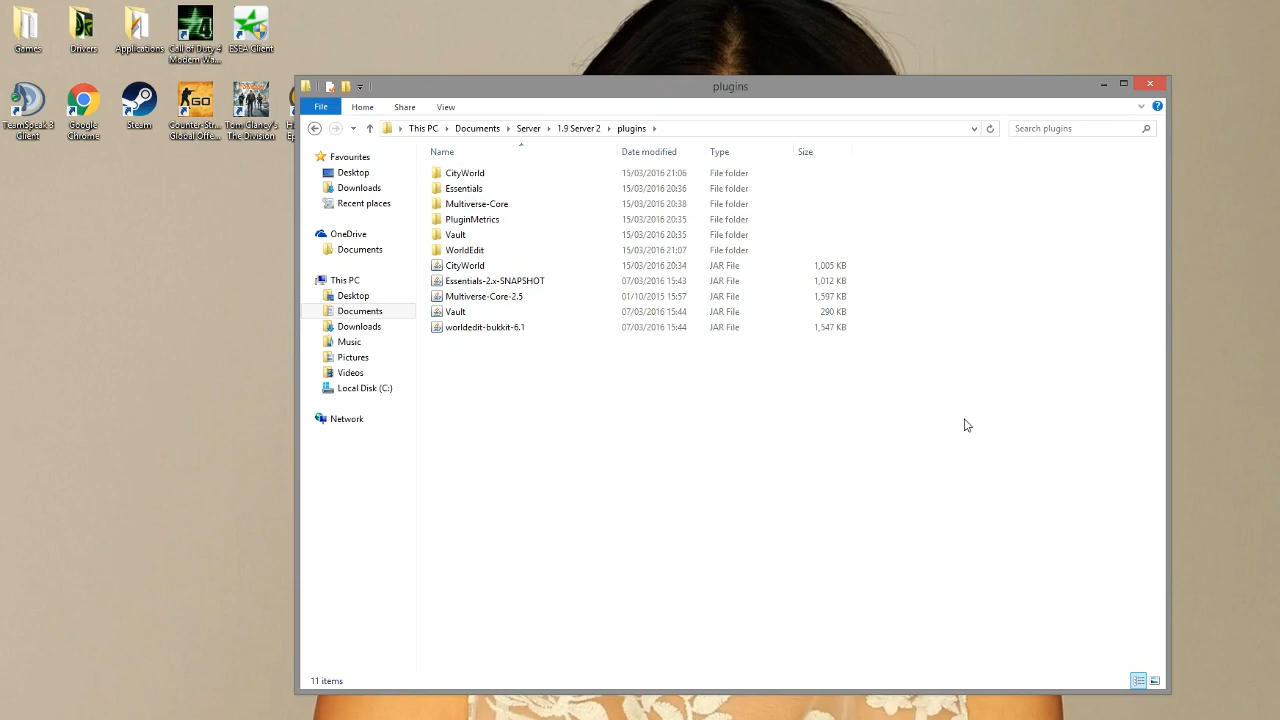 Games
Drivers
Applications
Call of Duty 4
Modern Wa...
ESEA Client
TeamSpeak 3
Client
Google
Chrome
Steam
Counter-Str...
Global Offe...
Tom Clancy's
The Division
plugins
File
Home
Share
View
This PC
Documents
Server
1.9 Server 2
plugins
Search plugins
Favourites
Desktop
Downloads
Recent places
OneDrive
Documents
This PC
Desktop
Documents
Downloads
Music
Pictures
Videos
Local Disk (C:)
Network
Name Date modified Type Size
CityWorld 15/03/2016 21:06 File folder
Essentials 15/03/2016 20:36 File folder
Multiverse-Core 15/03/2016 20:38 File folder
PluginMetrics 15/03/2016 20:35 File folder
Vault 15/03/2016 20:35 File folder
WorldEdit 15/03/2016 21:07 File folder
CityWorld 15/03/2016 20:34 JAR File 1,005 KB
Essentials-2.x-SNAPSHOT 07/03/2016 15:43 JAR File 1,012 KB
Multiverse-Core-2.5 01/10/2015 15:57 JAR File 1,597 KB
Vault 07/03/2016 15:44 JAR File 290 KB
worldedit-bukkit-6.1 07/03/2016 15:44 JAR File 1,547 KB
11 items